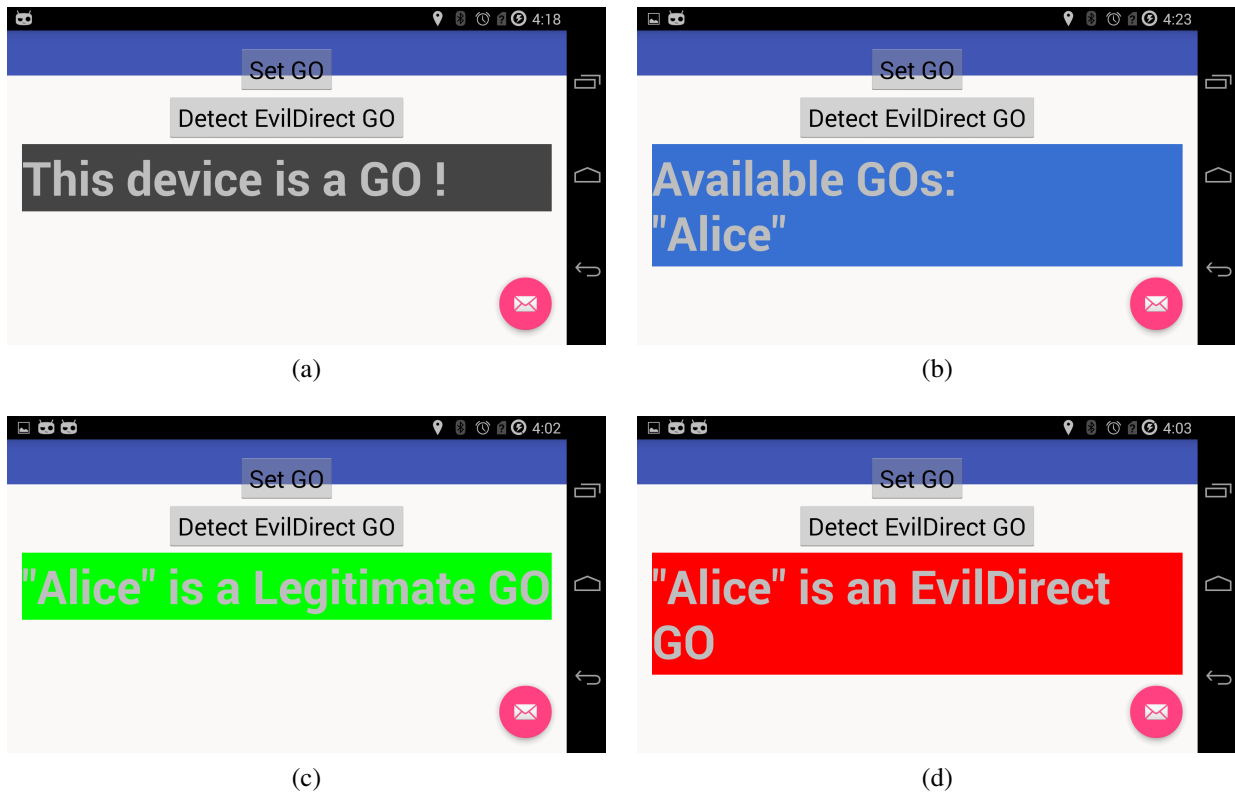 4:18
Set GO
Detect EvilDirect GO
This device is a GO !
(a)
4:23
Set GO
Detect EvilDirect GO
Available GOs:
"Alice"
(b)
4:02
Set GO
Detect EvilDirect GO
"Alice" is a Legitimate GO
(c)
4:03
Set GO
Detect EvilDirect GO
"Alice" is an EvilDirect
GO
(d)